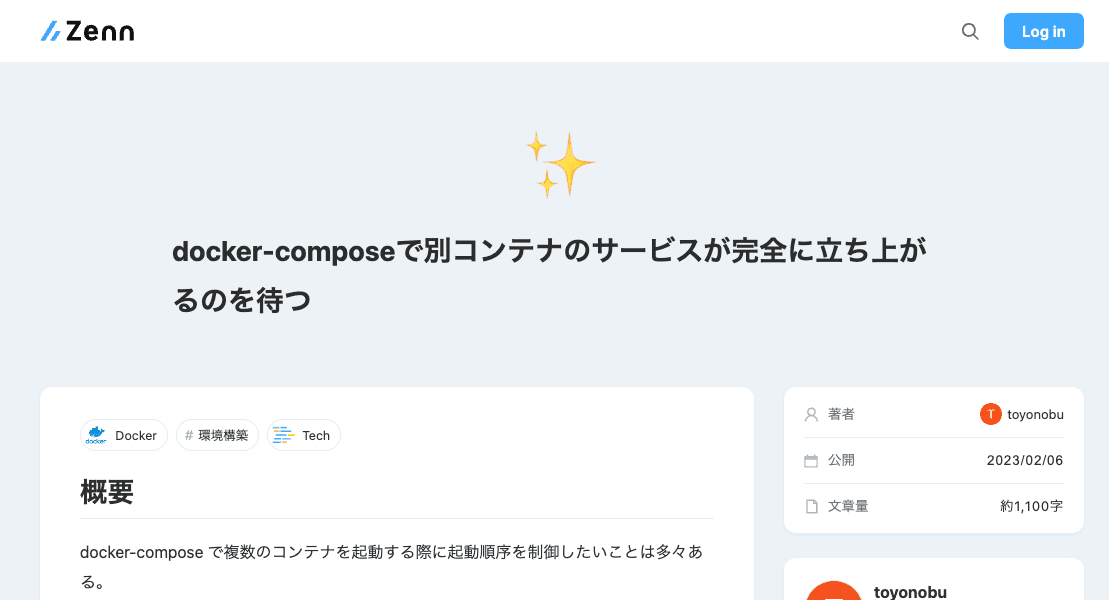 Zenn
Log in
docker-composeで別コンテナのサービスが完全に立ち上が
るのを待つ
docker
Docker
# 環境構築
Tech
概要
docker-compose で複数のコンテナを起動する際に起動順序を制御したいことは多々あ
る。
著者
T
toyonobu
公開
2023/02/06
文章量
約1,100字
toyonobu